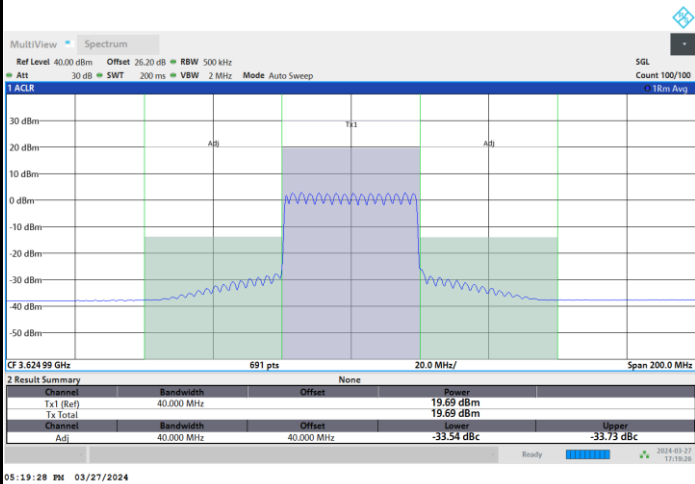 MultiView Spectrum
Ref Level 40.00 dBm Offset 26.20 dB RBW 500 kHz SGL
Att 30 dB SWT 200 ms VBW 2 MHz Mode Auto Sweep Count 100/100
1 ACLR 1Rm Avg
30 dBm
Tx1
20 dBm Adj Adj
10 dBm
0 dBm
-10 dBm
-20 dBm
-30 dBm
-40 dBm
-50 dBm
CF 3.624 99 GHz 691 pts 20.0 MHz/ Span 200.0 MHz
2 Result Summary None
Channel Bandwidth Offset Power
Tx1 (Ref) 40.000 MHz 19.69 dBm
Tx Total 19.69 dBm
Channel Bandwidth Offset Lower Upper
Adj 40.000 MHz 40.000 MHz -33.54 dBc -33.73 dBc
Ready 2024-03-27
17:19:28
05:19:28 PM 03/27/2024